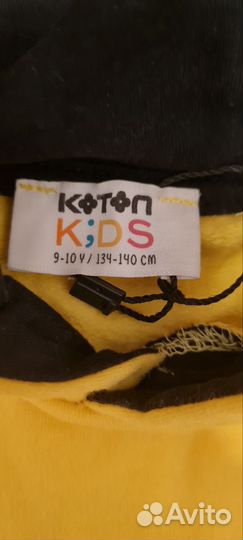 KOTON
K;DS
9-10 Y / 134-140 CM
Avito